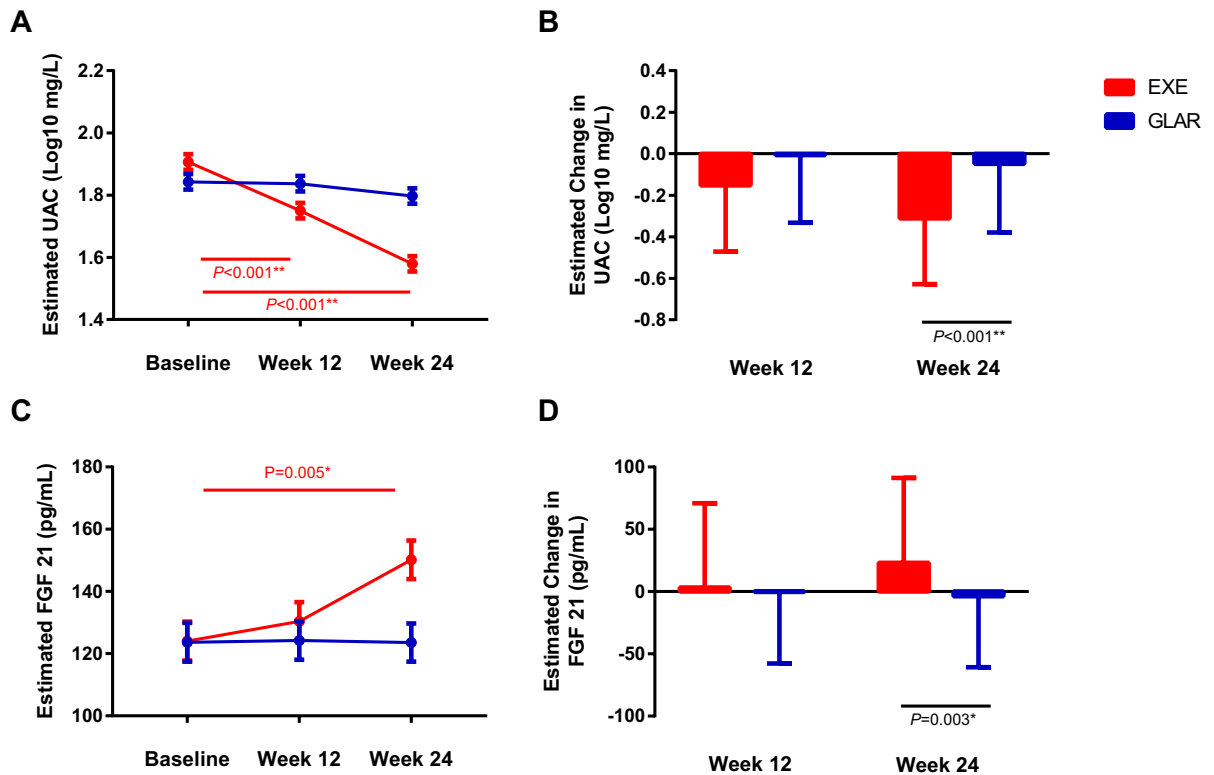 A
Estimated UAC (Log10 mg/L)
2.2
2.0
1.8
1.6
1.4
P<0.001**
P<0.001**
Baseline Week 12 Week 24
B
Estimated Change in
UAC (Log10 mg/L)
0.4
0.2
0.0
-0.2
-0.4
-0.6
-0.8
P<0.001**
Week 12 Week 24
EXE
GLAR
C
Estimated FGF 21 (pg/mL)
180
160
140
120
100
P=0.005*
Baseline Week 12 Week 24
D
Estimated Change in
FGF 21 (pg/mL)
100
50
0
-50
-100
P=0.003*
Week 12 Week 24